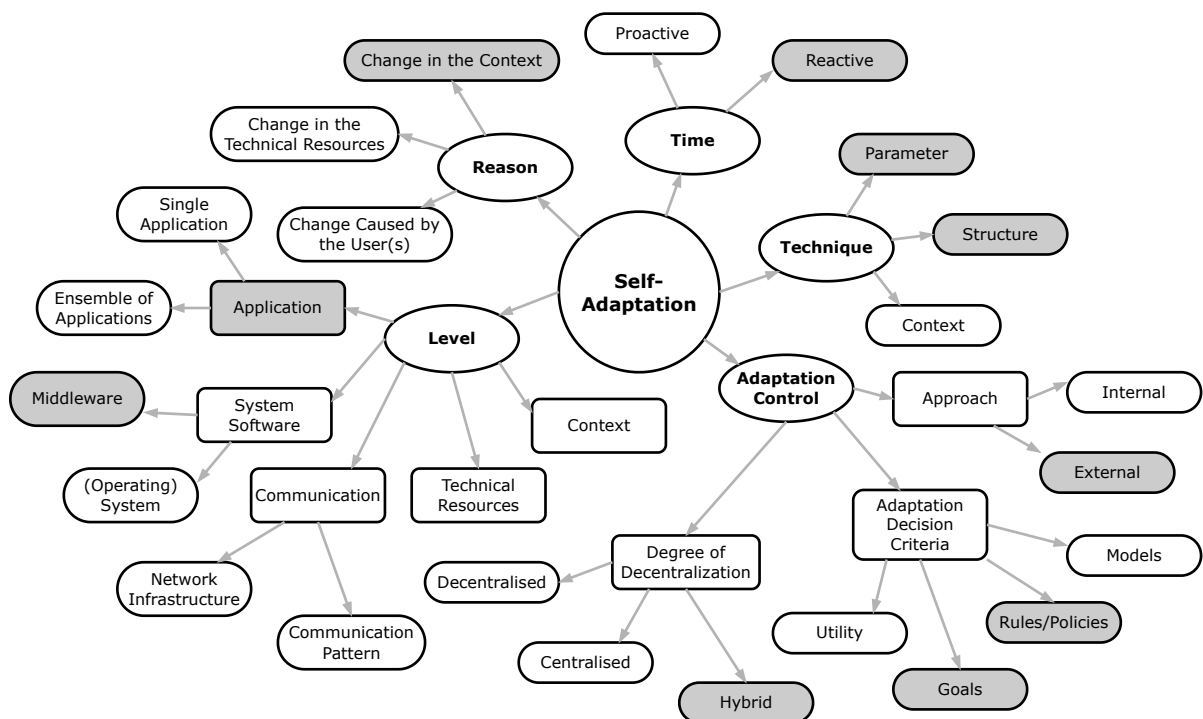 Proactive
Change in the Context
Reactive
Change in the
Technical Resources
Time
Reason
Parameter
Single
Application
Change Caused by
the User(s)
Technique
Structure
Self-
Adaptation
Ensemble of
Applications
Application
Level
Context
Adaptation
Control
Approach
Internal
Middleware
System
Software
Context
External
(Operating)
System
Communication
Technical
Resources
Adaptation
Decision
Criteria
Models
Network
Infrastructure
Decentralised
Degree of
Decentralization
Rules/Policies
Communication
Pattern
Utility
Centralised
Hybrid
Goals